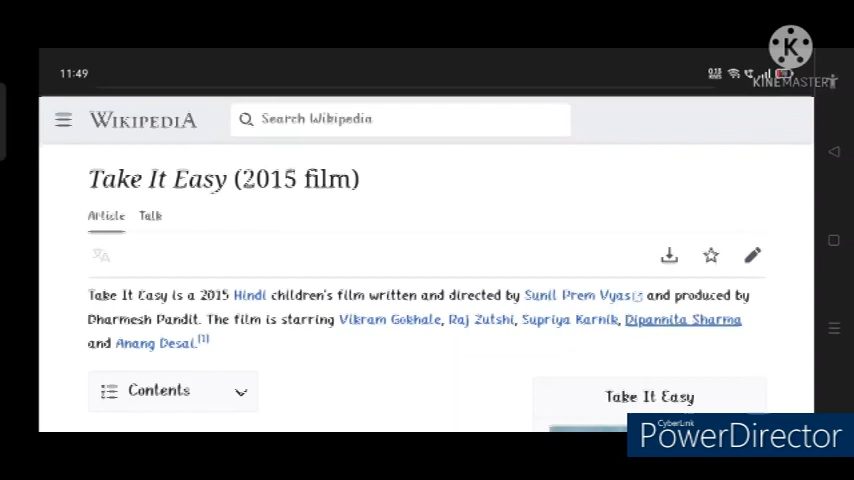 11:49
KINEMASTER
WIKIPEDIA
Search Wikipedia
Take It Easy (2015 film)
Article Talk
Take It Easy is a 2015 Hindi children's film written and directed by Sunil Prem Vyas and produced by
Dharmesh Pandit. The film is starring Vikram Gokhale, Raj Zutshi, Supriya Karnik, Dipannita Sharma
and Anang Desai.[1]
Contents
Take It Easy
CyberLink
PowerDirector